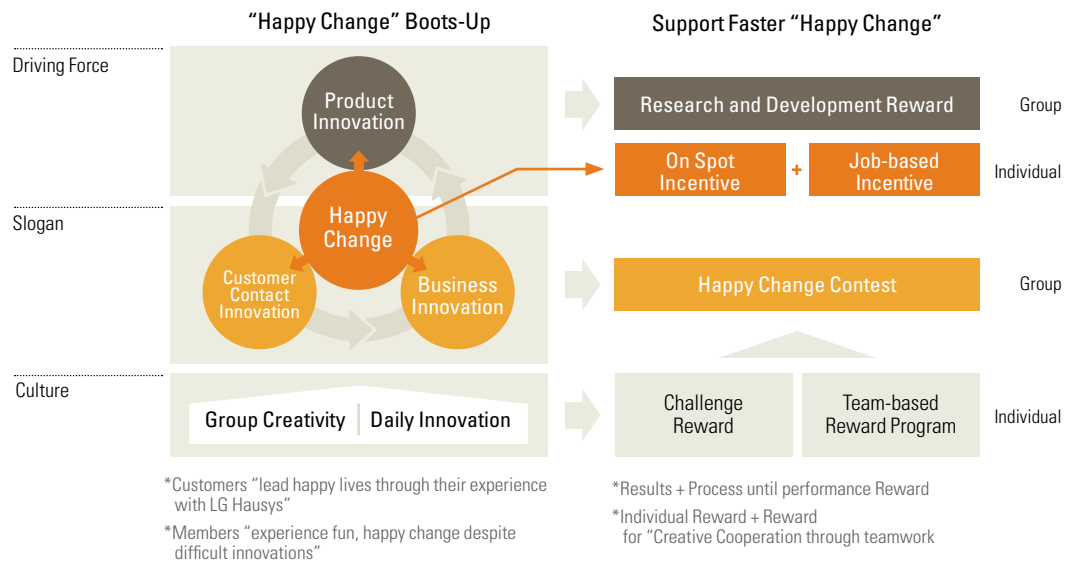 “Happy Change” Boots-Up
Support Faster “Happy Change”
Driving Force
Product
Innovation
Research and Development Reward
Group
On Spot
Incentive
+
Job-based
Incentive
Individual
Slogan
Happy
Change
Customer
Contact
Innovation
Business
Innovation
Happy Change Contest
Group
Culture
Group Creativity
Daily Innovation
Challenge
Reward
Team-based
Reward Program
Individual
*Customers “lead happy lives through their experience
with LG Hausys”
*Members “experience fun, happy change despite
difficult innovations”
*Results + Process until performance Reward
*Individual Reward + Reward
for “Creative Cooperation through teamwork